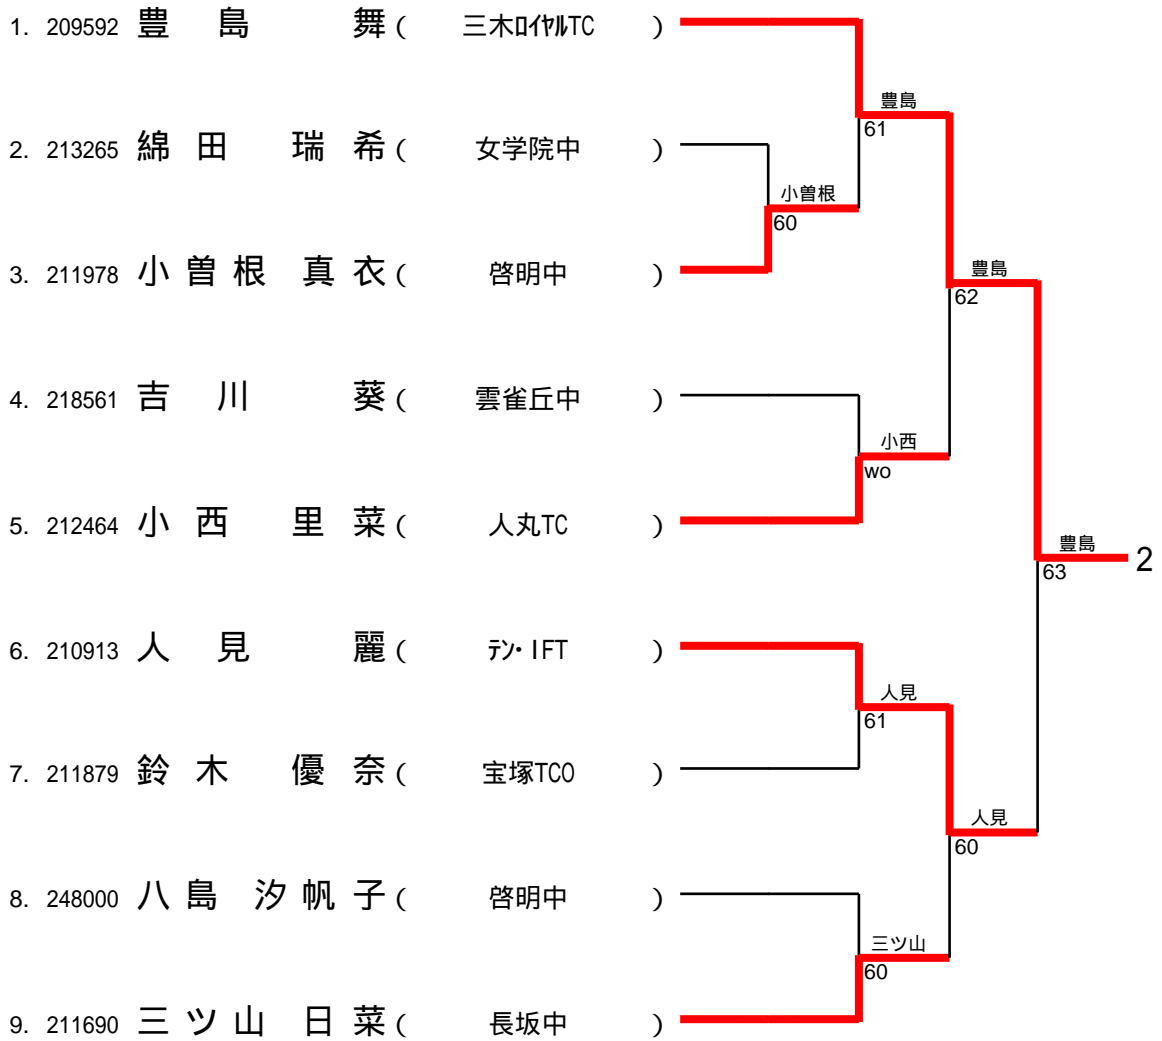 1. 209592 豊島 舞 ( 三木ﾛｲﾔﾙTC )
豊島
61
2. 213265 綿田 瑞希 ( 女学院中 )
小曽根
60
3. 211978 小曽根 真衣 ( 啓明中 )
豊島
62
4. 218561 吉川 葵 ( 雲雀丘中 )
小西
wo
5. 212464 小西 里菜 ( 人丸TC )
豊島
63
2
6. 210913 人見 麗 ( ﾃﾝ･IFT )
人見
61
7. 211879 鈴木 優奈 ( 宝塚TCO )
人見
60
8. 248000 八島 汐帆子 ( 啓明中 )
三ツ山
60
9. 211690 三ツ山 日菜 ( 長坂中 )